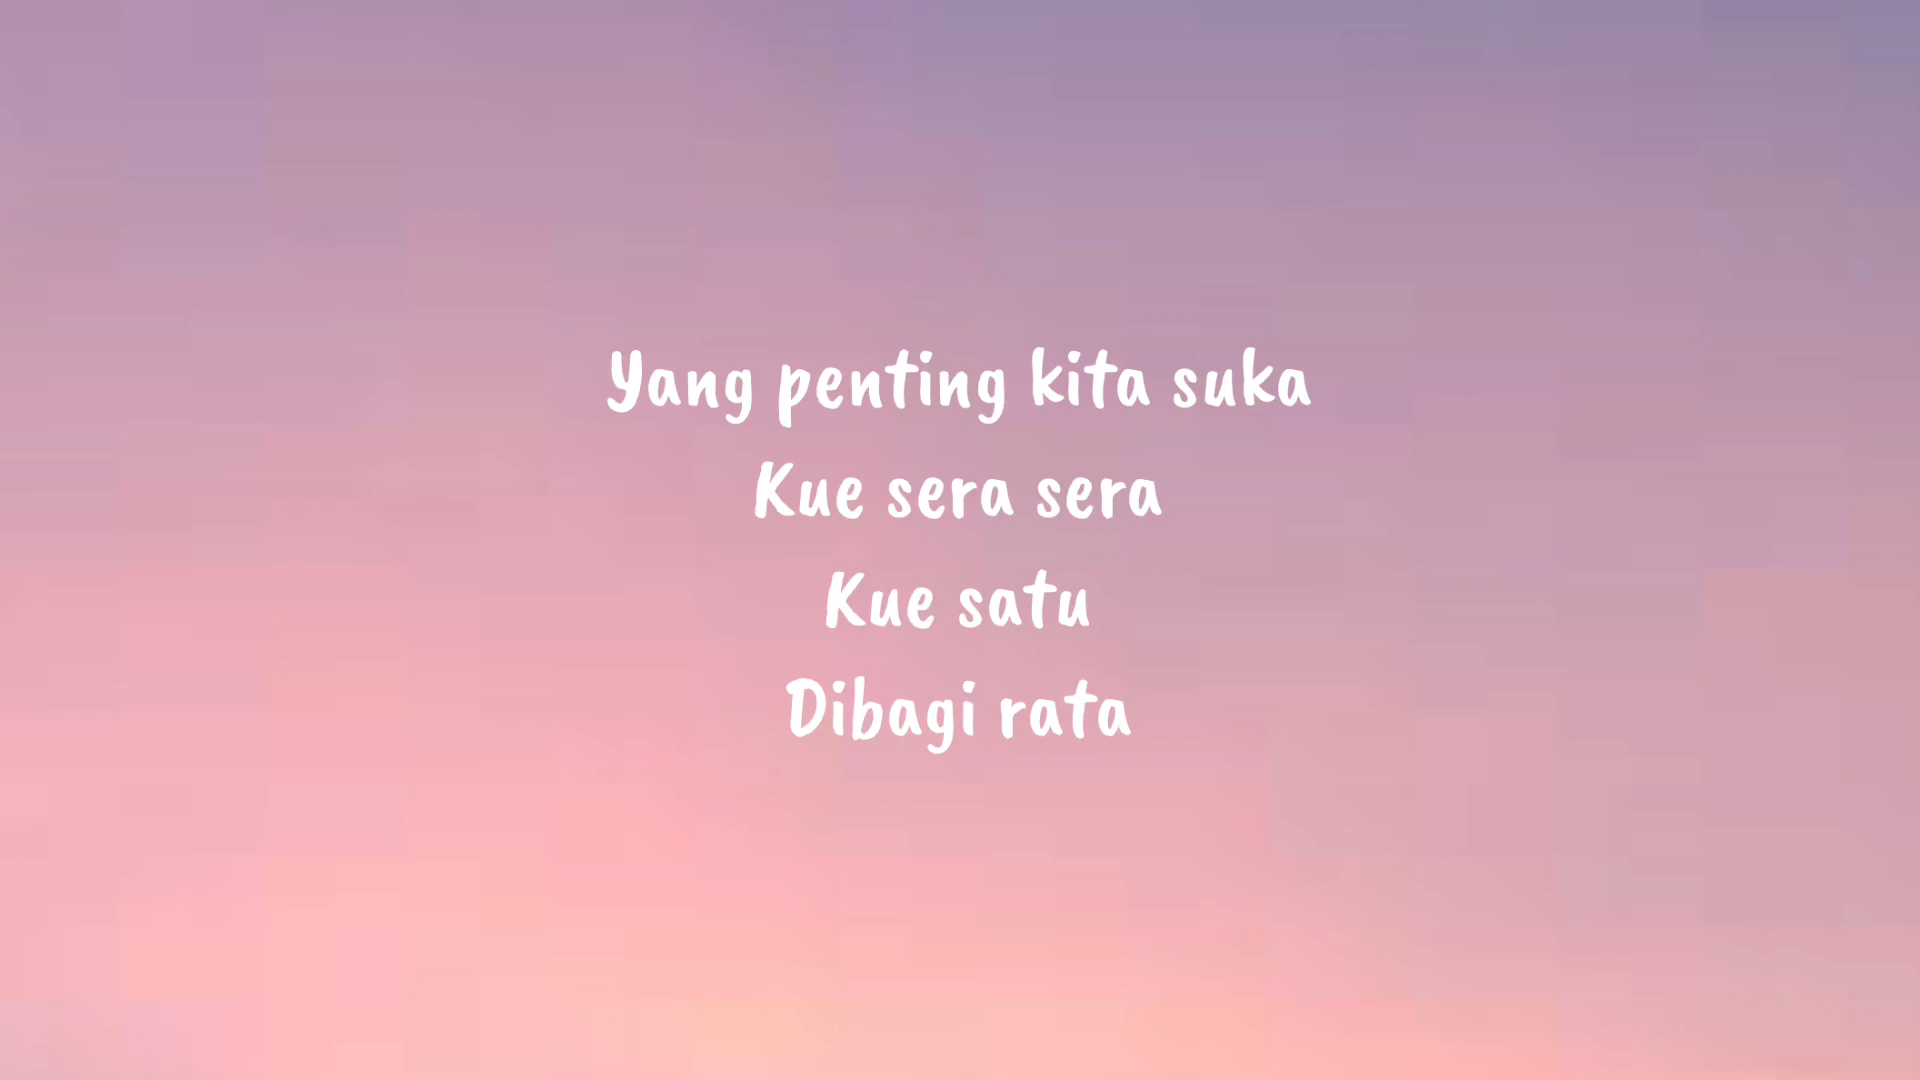 Yang penting kita suka
Kue sera sera
Kue satu
Dibagi rata